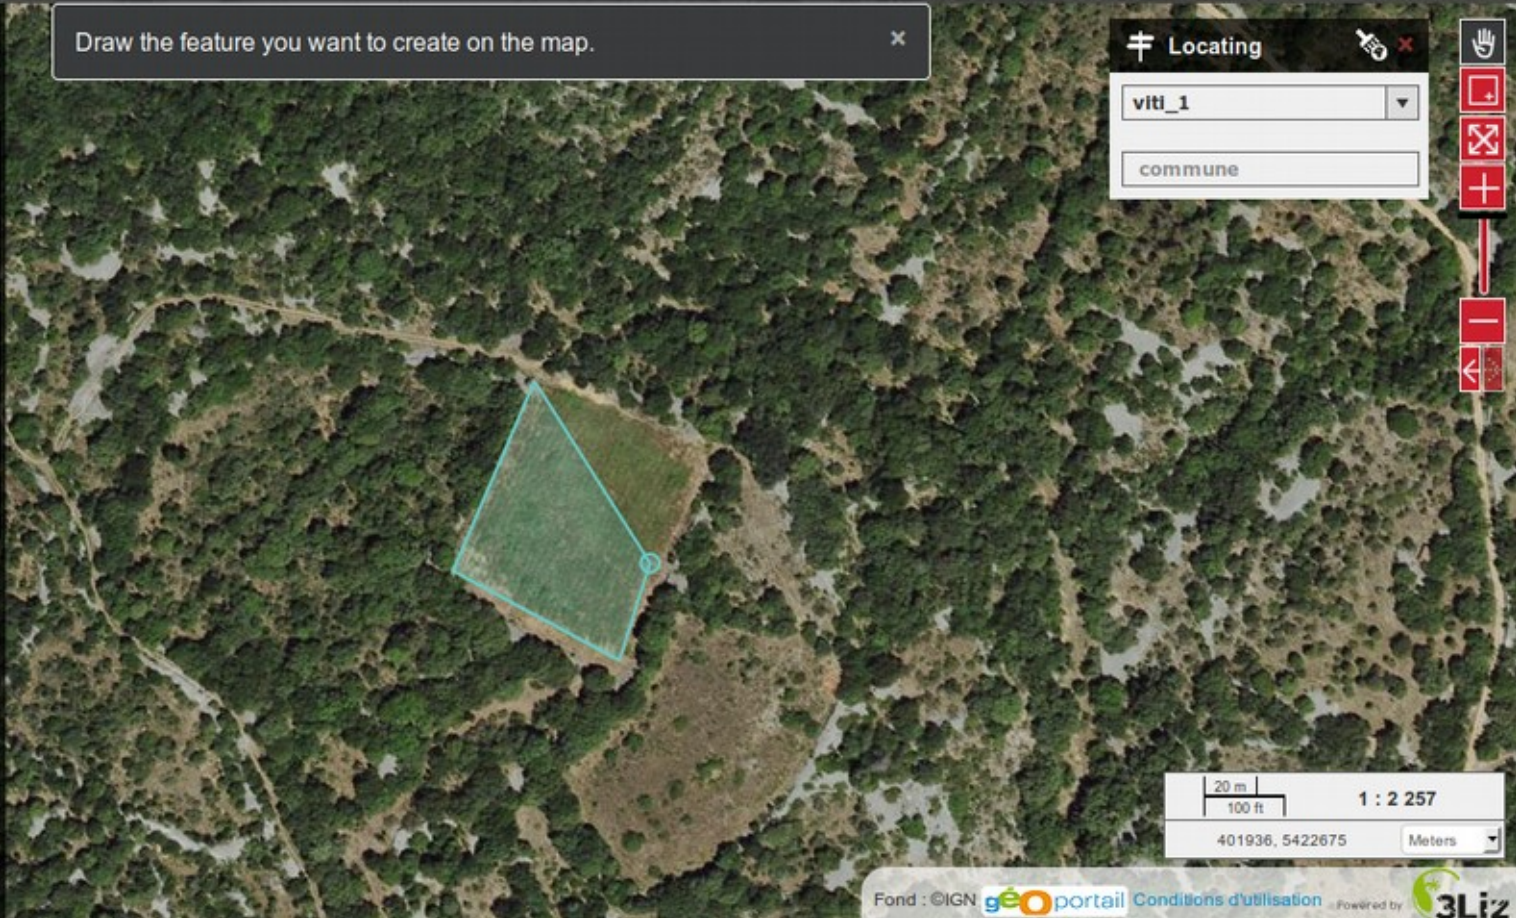 Draw the feature you want to create on the map.
Locating
viti_1
commune
20 m
100 ft
1 : 2 257
401936, 5422675
Meters
Fond : ©IGN géoportail Conditions d'utilisation Powered by 3Liz